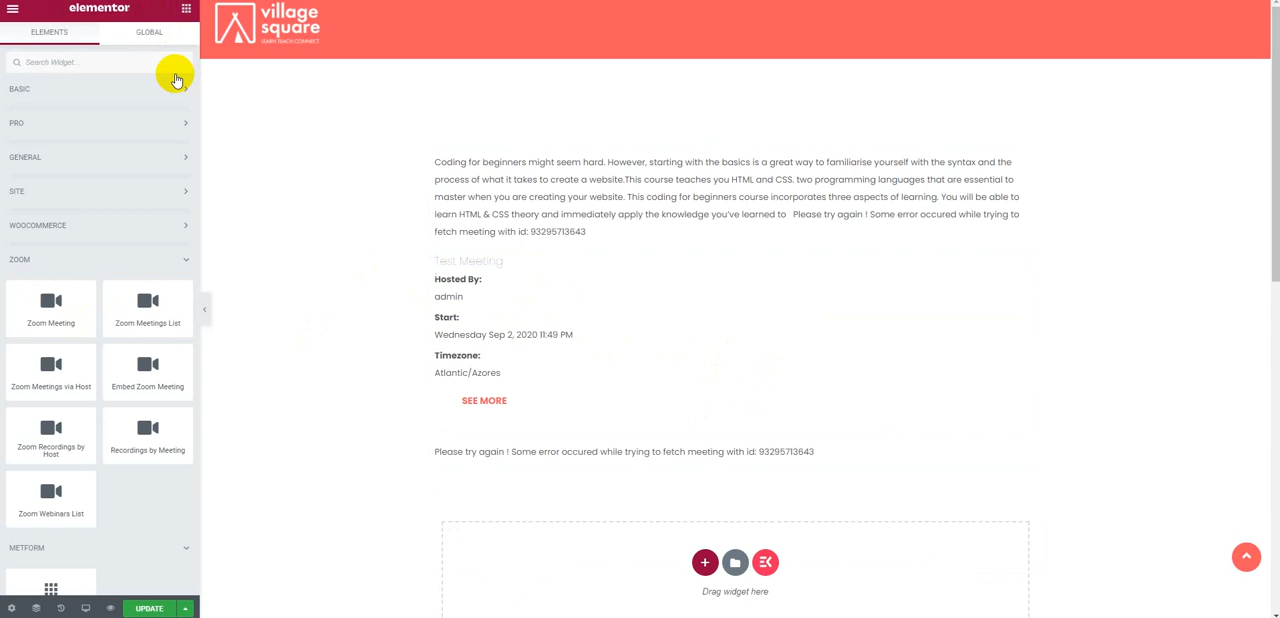 elementor
ELEMENTS
GLOBAL
Search Widget...
BASIC
PRO
GENERAL
SITE
WOOCOMMERCE
ZOOM
Zoom Meeting
Zoom Meetings List
Zoom Meetings via Host
Embed Zoom Meeting
Zoom Recordings by
Host
Recordings by Meeting
Zoom Webinars List
METFORM
UPDATE
village
square
LEARN TEACH CONNECT
Coding for beginners might seem hard. However, starting with the basics is a great way to familiarise yourself with the syntax and the
process of what it takes to create a website.This course teaches you HTML and CSS. two programming languages that are essential to
master when you are creating your website. This coding for beginners course incorporates three aspects of learning. You will be able to
learn HTML & CSS theory and immediately apply the knowledge you've learned to Please try again ! Some error occured while trying to
fetch meeting with id: 93295713643
Test Meeting
Hosted By:
admin
Start:
Wednesday Sep 2, 2020 11:49 PM
Timezone:
Atlantic/Azores
SEE MORE
Please try again ! Some error occured while trying to fetch meeting with id: 93295713643
Drag widget here